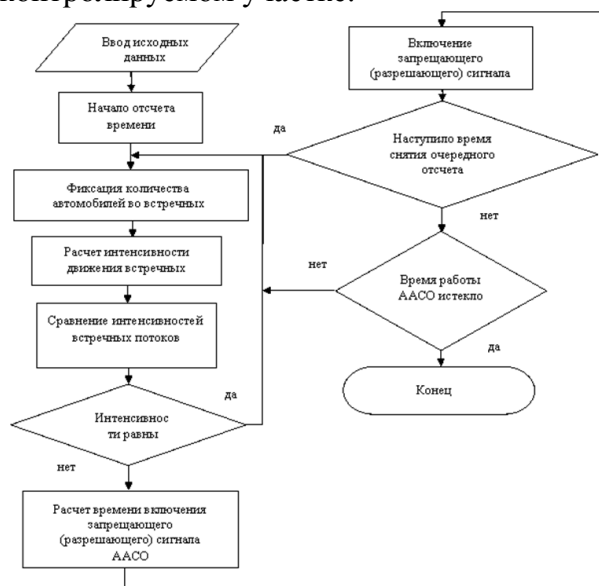 контролируемом участке.
Ввод исходных
данных
Начало отсчета
времени
Фиксация количества
автомобилей во встречных
Расчет интенсивности
движения встречных
Сравнение интенсивностей
встречных потоков
да
Интенсивнос
ти равны
нет
Расчет времени включения
запрещающего
(разрешающего) сигнала
ААСО
Включение
запрещающего
(разрешающего) сигнала
да
Наступило время
снятия очередного
отсчета
нет
нет
Время работы
ААСО истекло
да
Конец